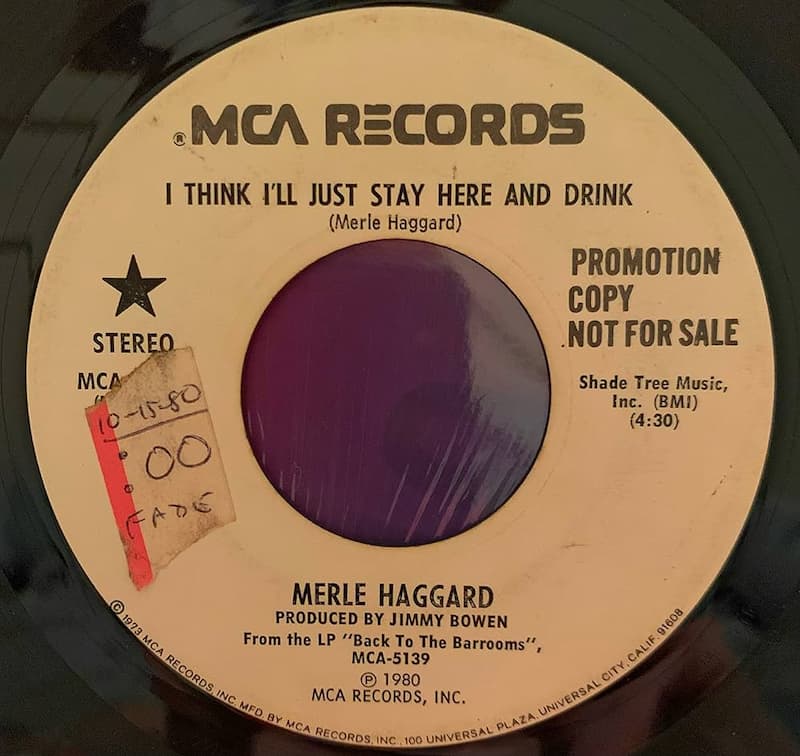 ® MCA RECORDS
I THINK I'LL JUST STAY HERE AND DRINK
(Merle Haggard)
STEREO
MCA
PROMOTION
COPY
NOT FOR SALE
Shade Tree Music,
Inc. (BMI)
(4:30)
10-15-80
:00
FADE
MERLE HAGGARD
PRODUCED BY JIMMY BOWEN
From the LP "Back To The Barrooms",
MCA-5139
℗ 1980
MCA RECORDS, INC.
© 1973 MCA RECORDS, INC. MFD. BY MCA RECORDS, INC., 100 UNIVERSAL PLAZA, UNIVERSAL CITY, CALIF. 91608